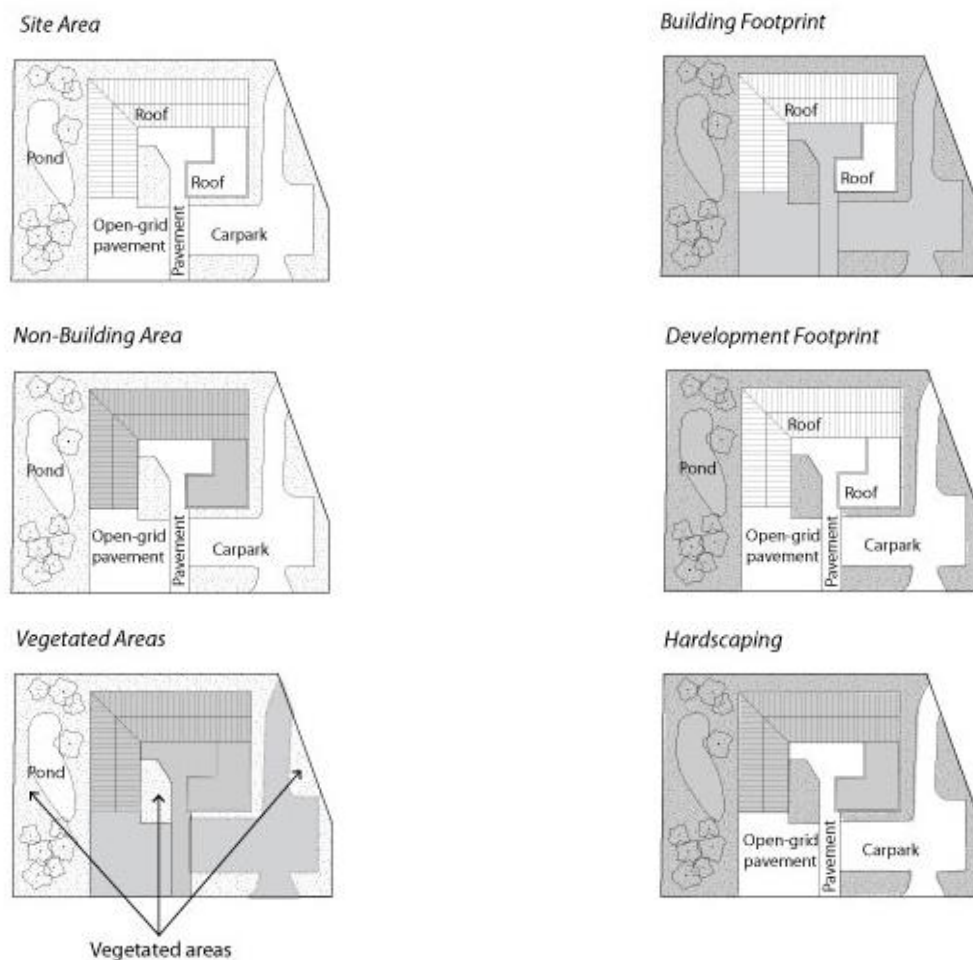 Site Area
Roof
Pond
Roof
Open-grid
pavement
Pavement
Carpark
Building Footprint
Roof
Roof
Non-Building Area
Pond
Open-grid
pavement
Pavement
Carpark
Development Footprint
Roof
Pond
Roof
Open-grid
pavement
Pavement
Carpark
Vegetated Areas
Pond
Vegetated areas
Hardscaping
Open-grid
pavement
Pavement
Carpark